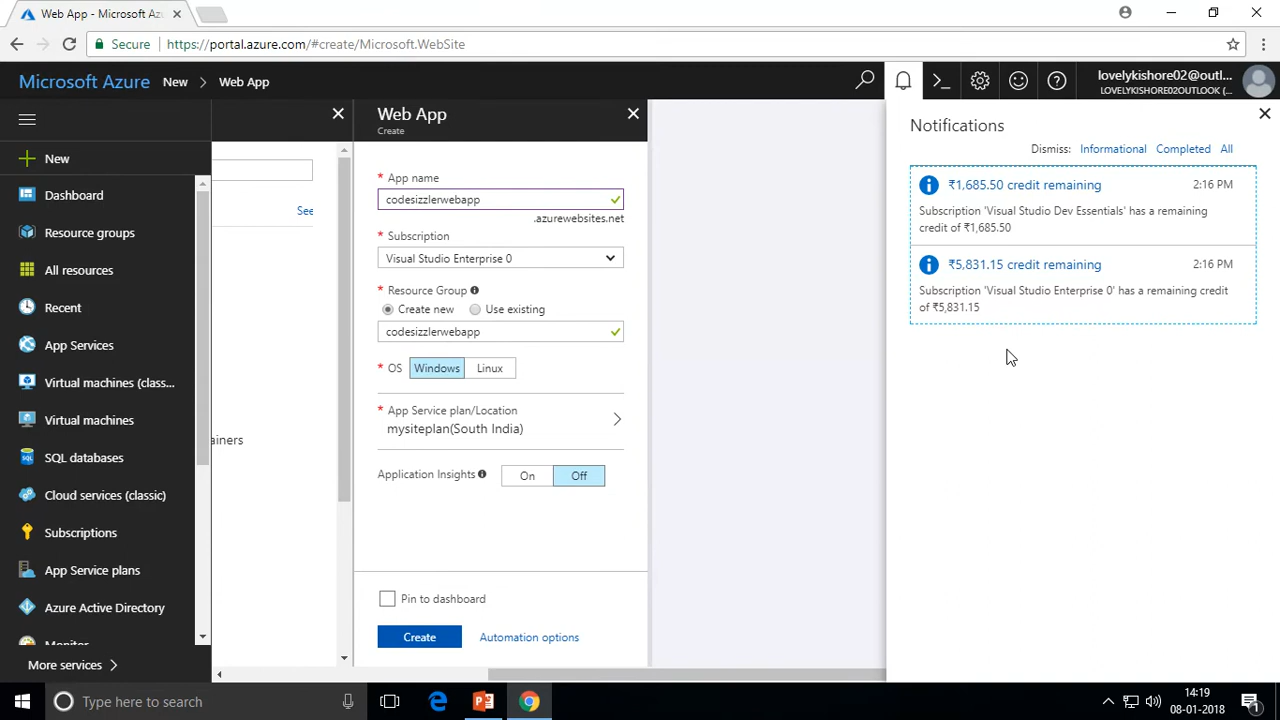 Web App - Microsoft Azu
Secure
https://portal.azure.com/#create/Microsoft.WebSite
Microsoft Azure New > Web App
lovelykishore02@outl...
LOVELYKISHORE02OUTLOOK (...
New
Dashboard
Resource groups
All resources
Recent
App Services
Virtual machines (class...
Virtual machines
SQL databases
Cloud services (classic)
Subscriptions
App Service plans
Azure Active Directory
Monitor
More services >
See
ainers
Web App
Create
* App name
codesizzlerwebapp
.azurewebsites.net
* Subscription
Visual Studio Enterprise 0
* Resource Group
Create new Use existing
codesizzlerwebapp
* OS Windows Linux
* App Service plan/Location
mysiteplan(South India)
Application Insights On Off
Pin to dashboard
Create Automation options
Notifications
Dismiss: Informational Completed All
₹1,685.50 credit remaining 2:16 PM
Subscription 'Visual Studio Dev Essentials' has a remaining
credit of ₹1,685.50
₹5,831.15 credit remaining 2:16 PM
Subscription 'Visual Studio Enterprise 0' has a remaining credit
of ₹5,831.15
Type here to search
14:19
08-01-2018
1